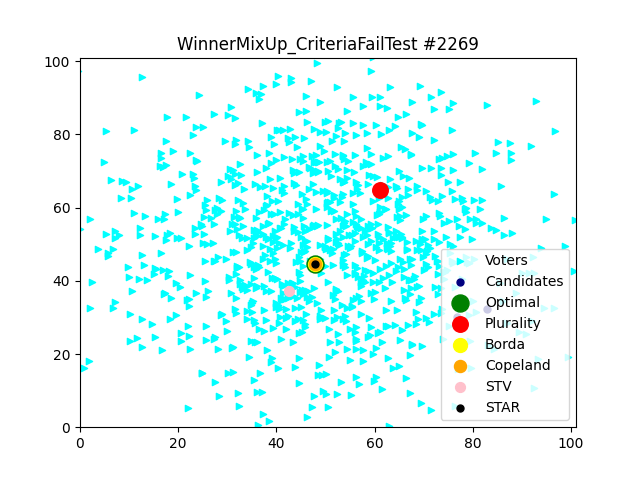 WinnerMixUp_CriteriaFailTest #2269
100
80
60
40
20
0
0
20
40
60
80
100
Voters
Candidates
Optimal
Plurality
Borda
Copeland
STV
STAR